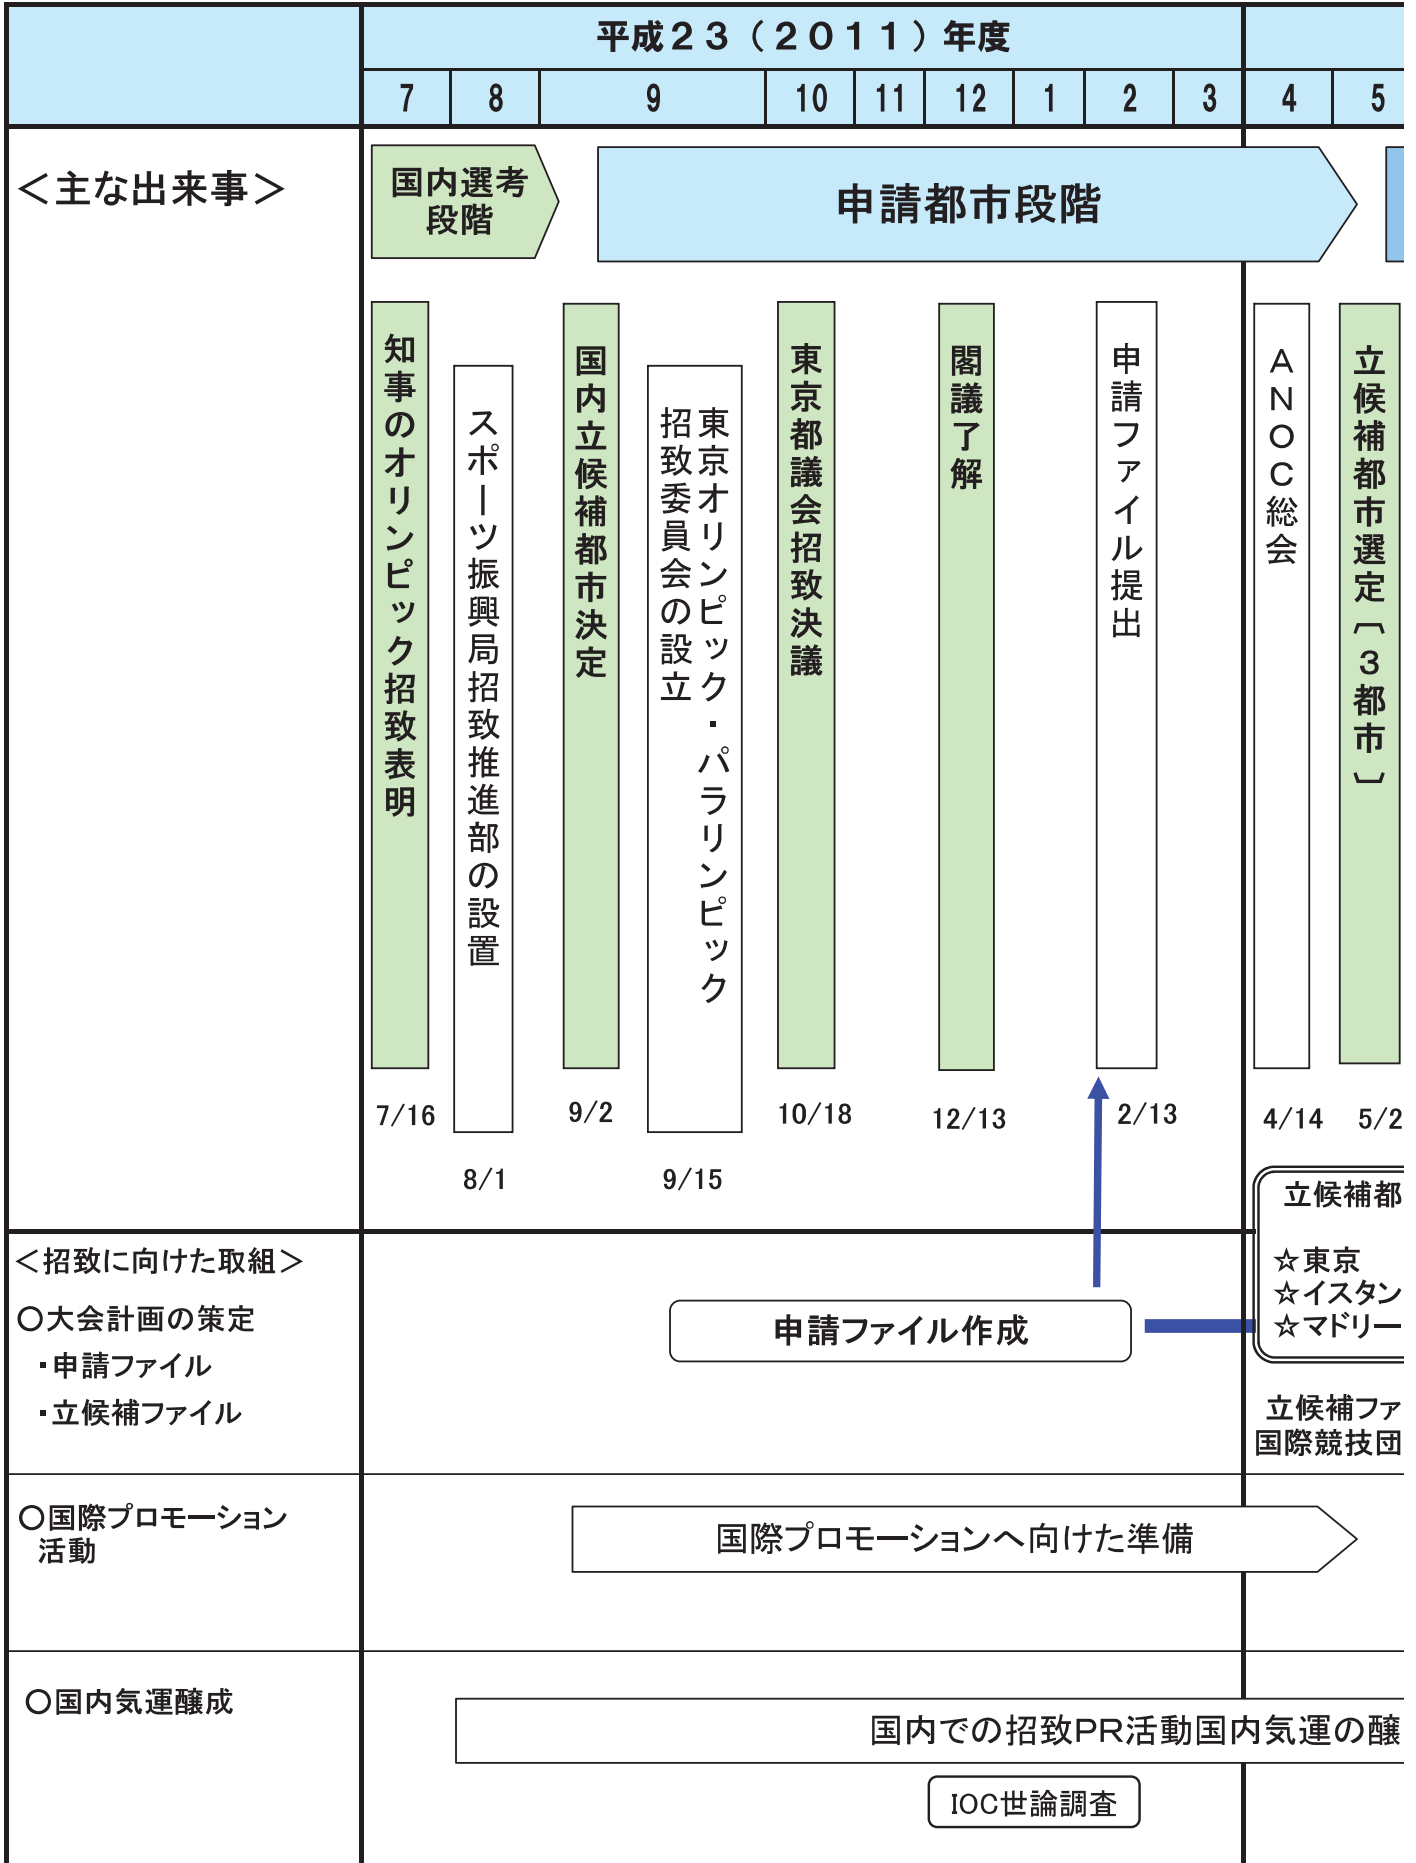 平成２３（２０１１）年度
7 8 9 10 11 12 1 2 3 4 5
＜主な出来事＞
国内選考
段階
申請都市段階
知事のオリンピック招致表明
7/16
スポーツ振興局招致推進部の設置
8/1
国内立候補都市決定
9/2
東京オリンピック・パラリンピック
招致委員会の設立
9/15
東京都議会招致決議
10/18
閣議了解
12/13
申請ファイル提出
2/13
ＡＮＯＣ総会
4/14
立候補都市選定〔３都市〕
5/2
立候補都
☆東京
☆イスタン
☆マドリー
＜招致に向けた取組＞
○大会計画の策定
・申請ファイル
・立候補ファイル
申請ファイル作成
立候補ファ
国際競技団
○国際プロモーション
活動
国際プロモーションへ向けた準備
○国内気運醸成
国内での招致ＰＲ活動国内気運の醸
IOC世論調査